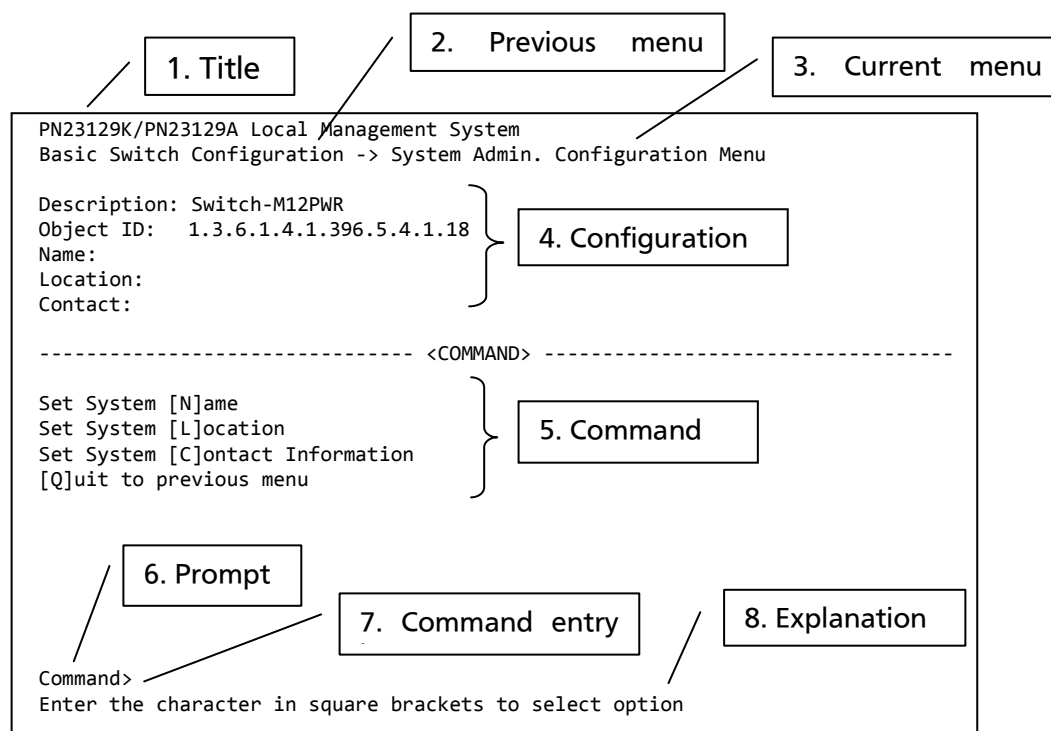 2. Previous menu
1. Title
3. Current menu
PN23129K/PN23129A Local Management System
Basic Switch Configuration -> System Admin. Configuration Menu
Description: Switch-M12PWR
Object ID: 1.3.6.1.4.1.396.5.4.1.18
4. Configuration
Name:
Location:
Contact:
-------------------------------- <COMMAND> -----------------------------------
Set System [N]ame
Set System [L]ocation
5. Command
Set System [C]ontact Information
[Q]uit to previous menu
6. Prompt
7. Command entry
8. Explanation
Command>
Enter the character in square brackets to select option